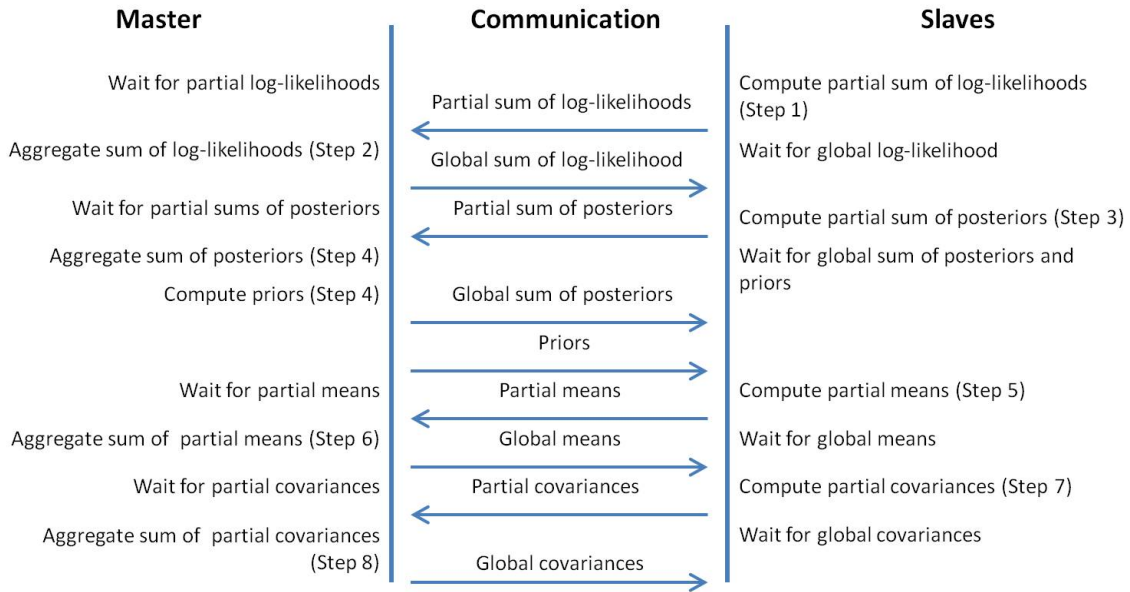 Master
Communication
Slaves
Wait for partial log-likelihoods
Compute partial sum of log-likelihoods
(Step 1)
Partial sum of log-likelihoods
Aggregate sum of log-likelihoods (Step 2)
Wait for global log-likelihood
Global sum of log-likelihood
Wait for partial sums of posteriors
Partial sum of posteriors
Compute partial sum of posteriors (Step 3)
Aggregate sum of posteriors (Step 4)
Wait for global sum of posteriors and
priors
Compute priors (Step 4)
Global sum of posteriors
Priors
Wait for partial means
Partial means
Compute partial means (Step 5)
Aggregate sum of partial means (Step 6)
Global means
Wait for global means
Wait for partial covariances
Partial covariances
Compute partial covariances (Step 7)
Aggregate sum of partial covariances
(Step 8)
Wait for global covariances
Global covariances